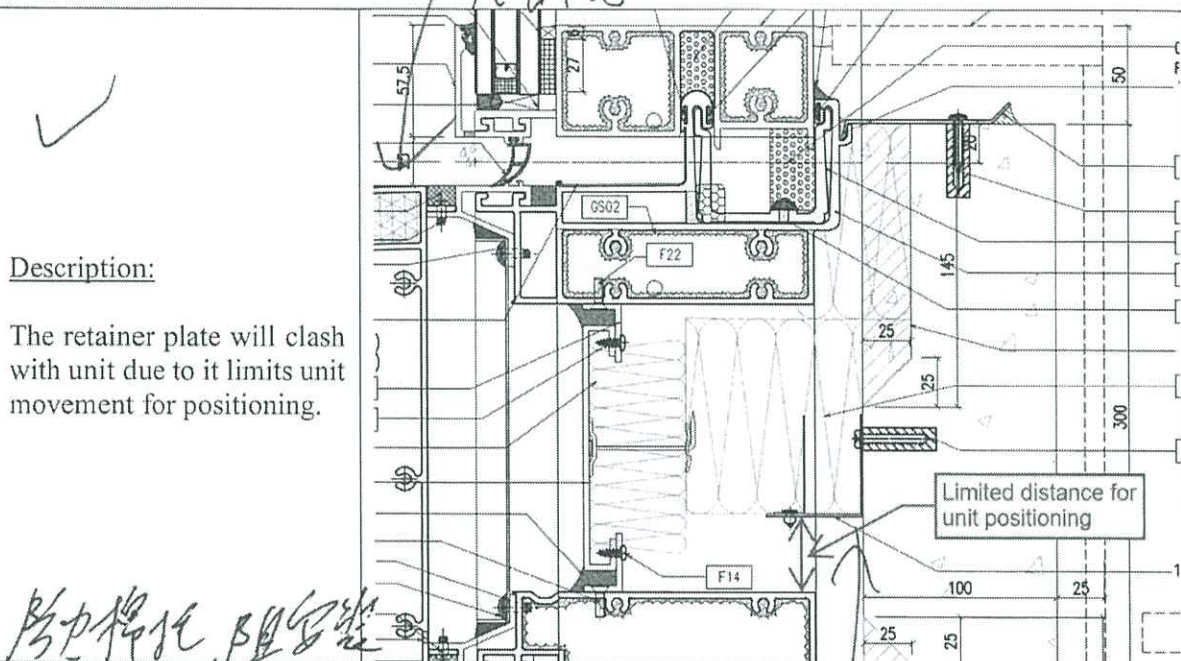 57.5
27
50
20
GS02
F22
145
Description:
The retainer plate will clash
with unit due to it limits unit
movement for positioning.
25
25
300
Limited distance for
unit positioning
F14
1
100
25
25
25